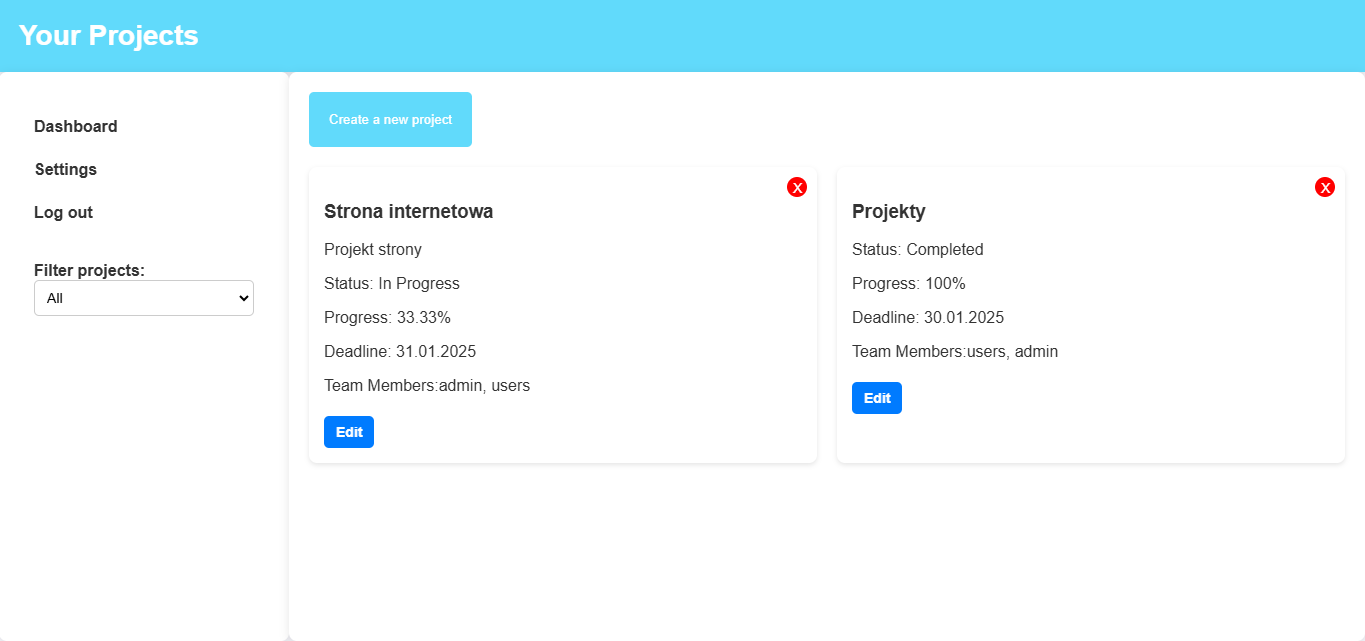 Your Projects
Dashboard
Settings
Log out
Filter projects:
All
Create a new project
X
Strona internetowa
Projekt strony
Status: In Progress
Progress: 33.33%
Deadline: 31.01.2025
Team Members:admin, users
Edit
X
Projekty
Status: Completed
Progress: 100%
Deadline: 30.01.2025
Team Members:users, admin
Edit